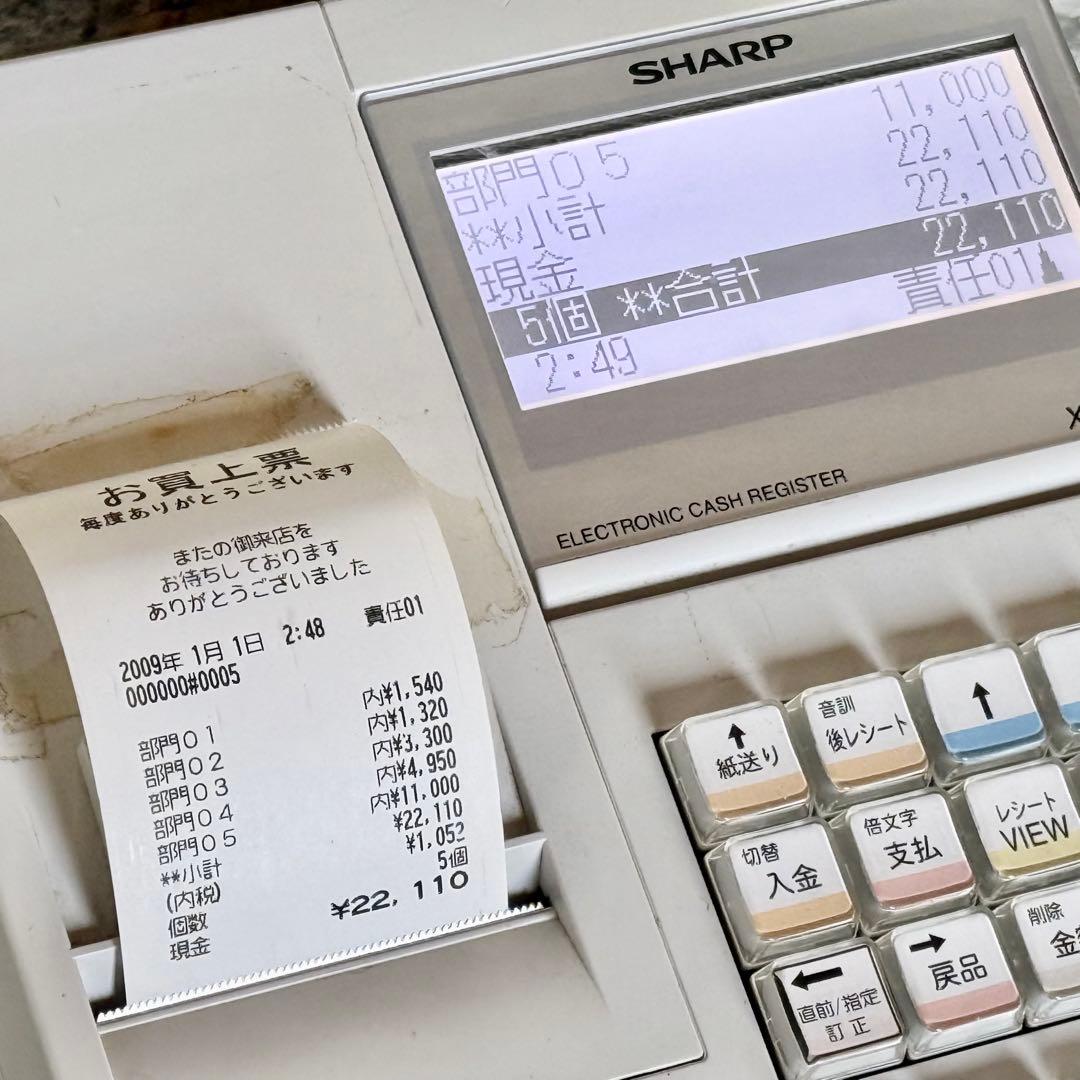 SHARP
部門05 11,000
**小計 22,110
現金 22,110
5個 **合計 22,110
2:49 責任01
ELECTRONIC CASH REGISTER
X
お買上票
毎度ありがとうございます
またの御来店を
お待ちしております
ありがとうございました
2009年 1月 1日 2:48 責任01
000000#0005
部門01 内¥1,540
部門02 内¥1,320
部門03 内¥3,300
部門04 内¥4,950
部門05 内¥11,000
**小計 ¥22,110
(内税) ¥1,053
個数 5個
現金 ¥22,110
↑
紙送り
音訓
後レシート
↑
切替
入金
倍文字
支払
レシート
VIEW
←
直前/指定
訂正
→
戻品
削除